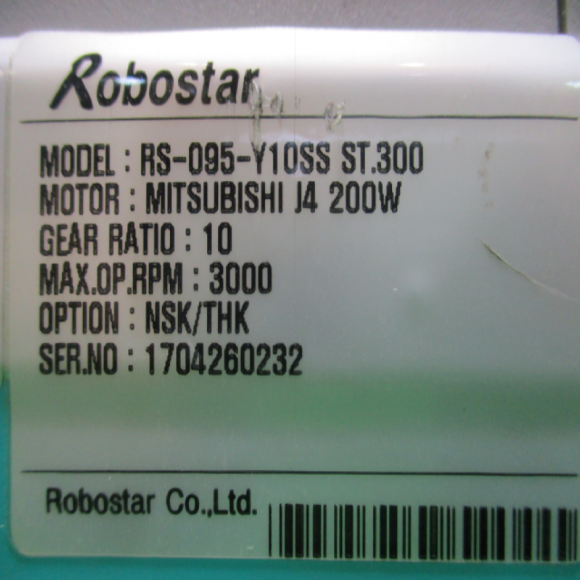 Robostar
MODEL : RS-095-Y10SS ST.300
MOTOR : MITSUBISHI J4 200W
GEAR RATIO : 10
MAX.OP.RPM : 3000
OPTION : NSK/THK
SER.NO : 1704260232
Robostar Co.,Ltd.